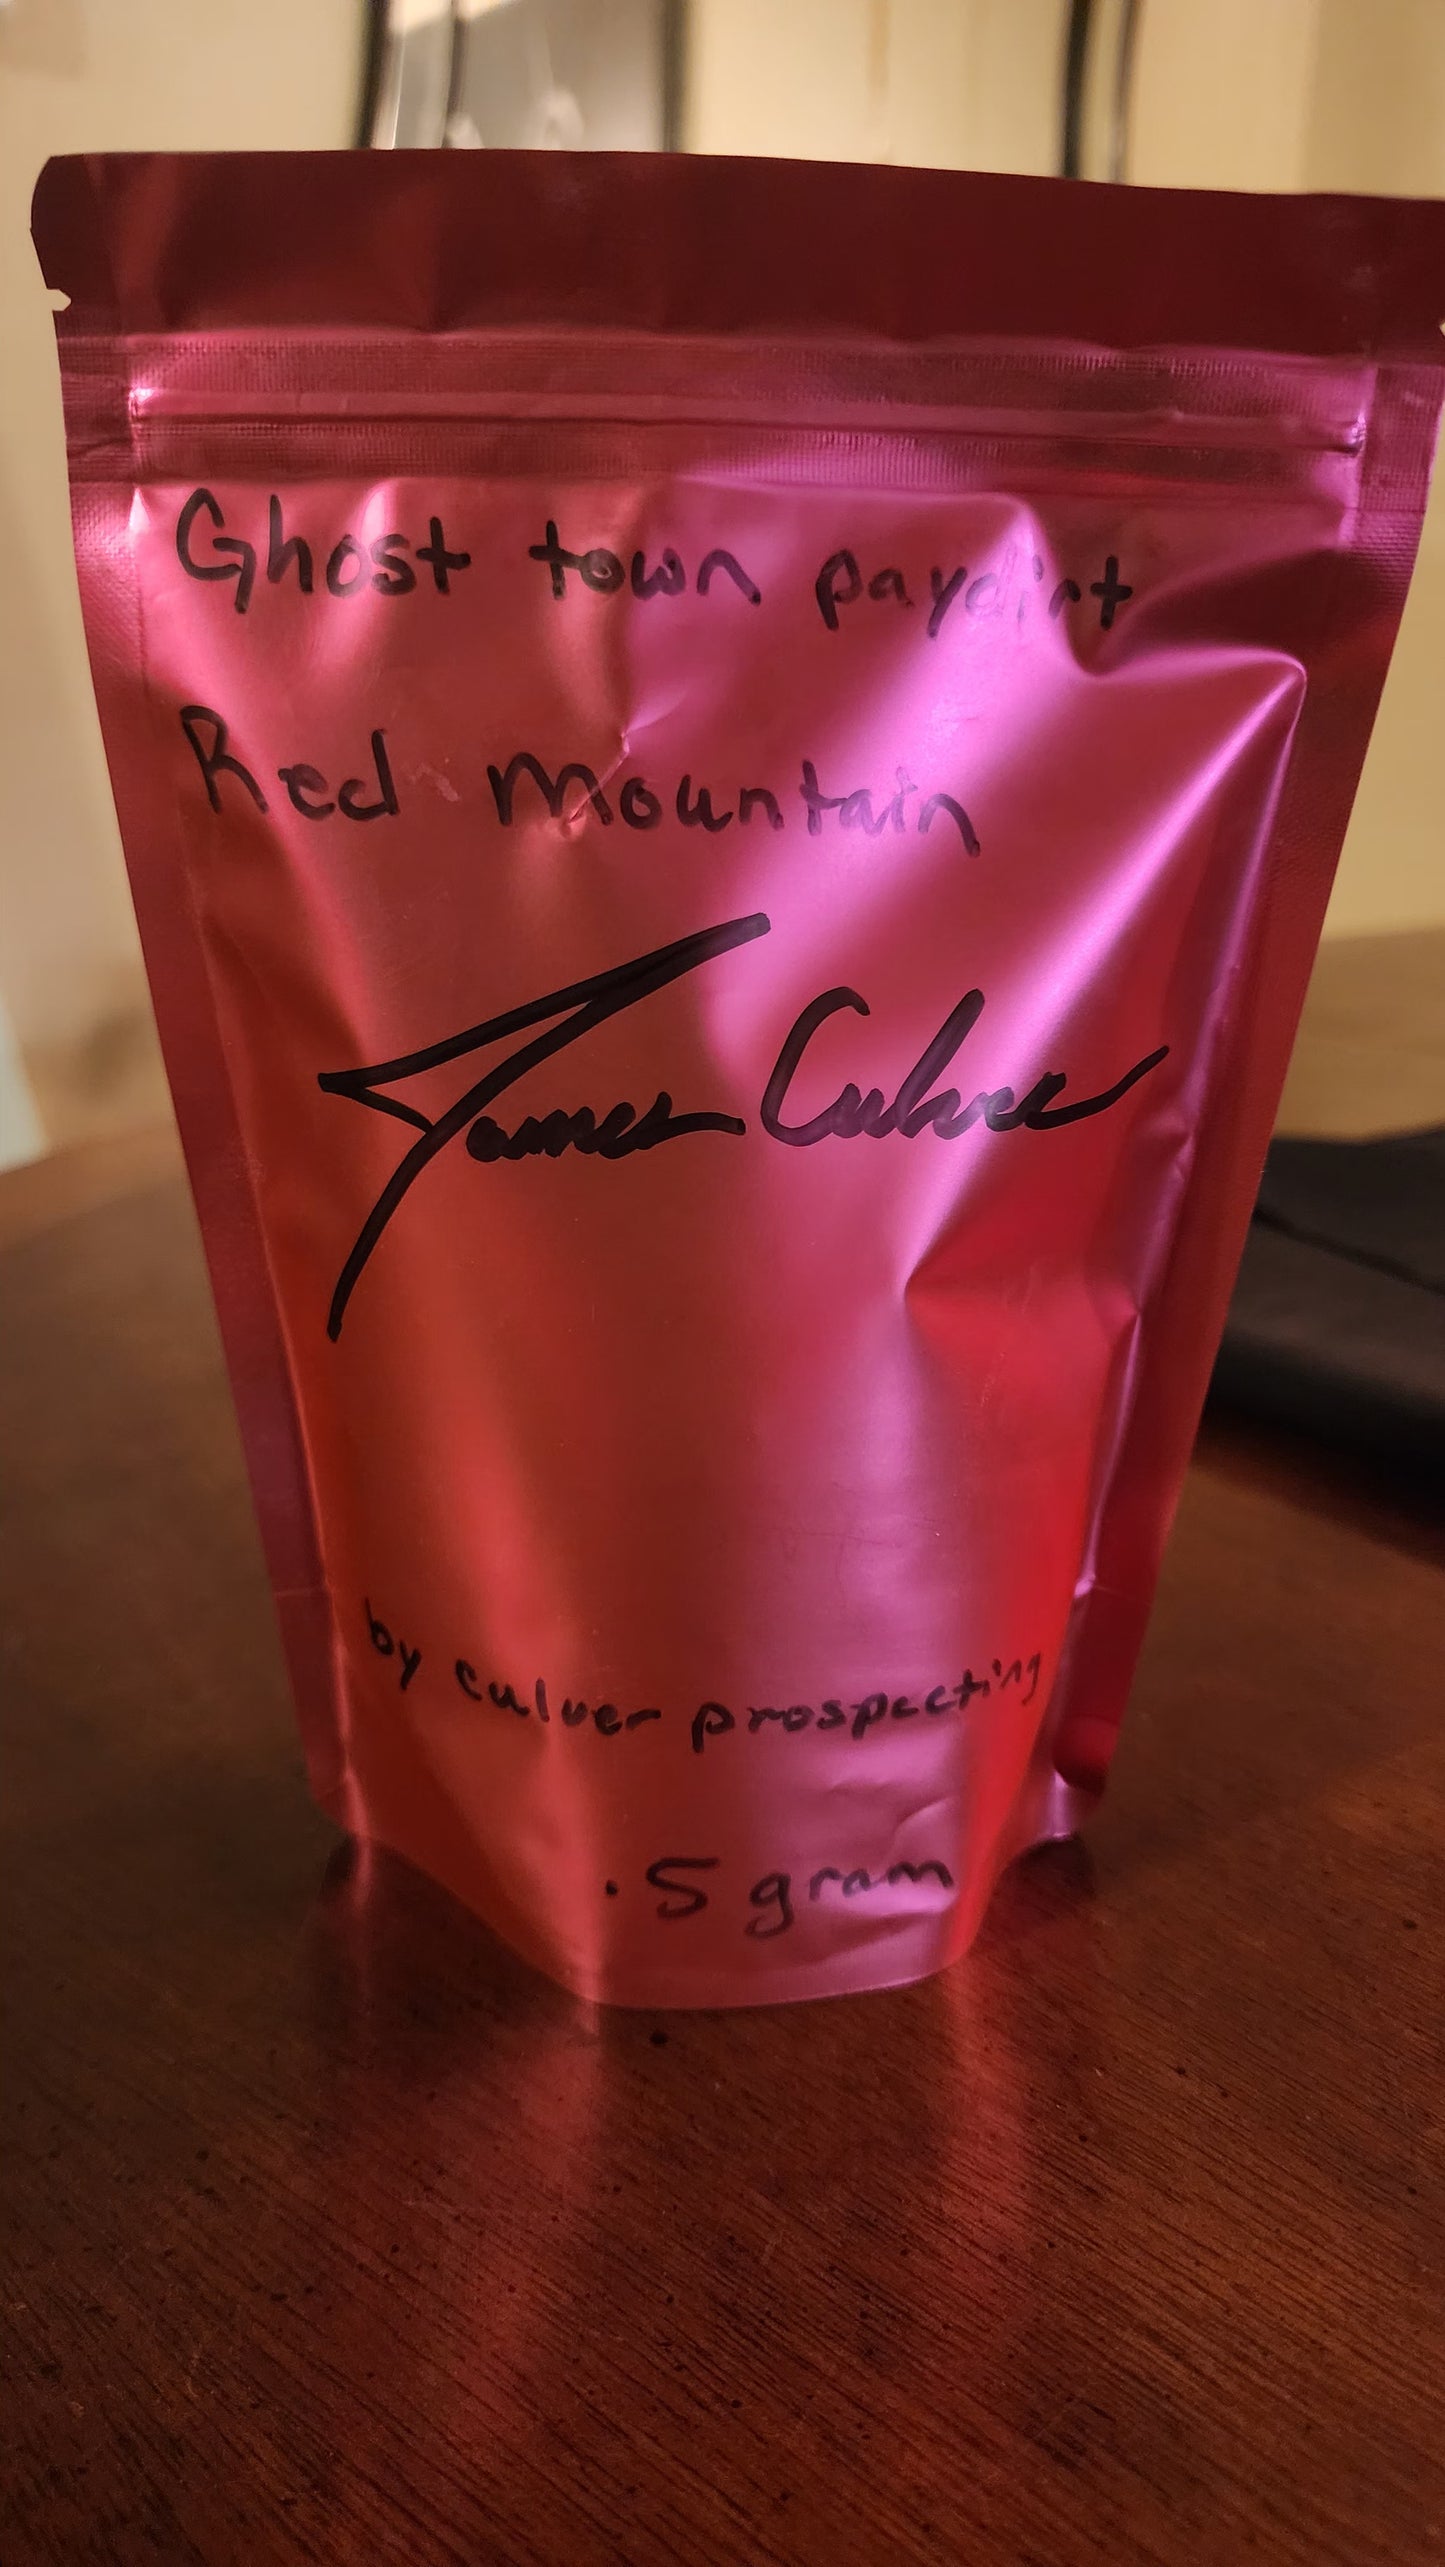 Ghost town paydirt
Red Mountain
James Culver
by culver prospecting
.5 gram